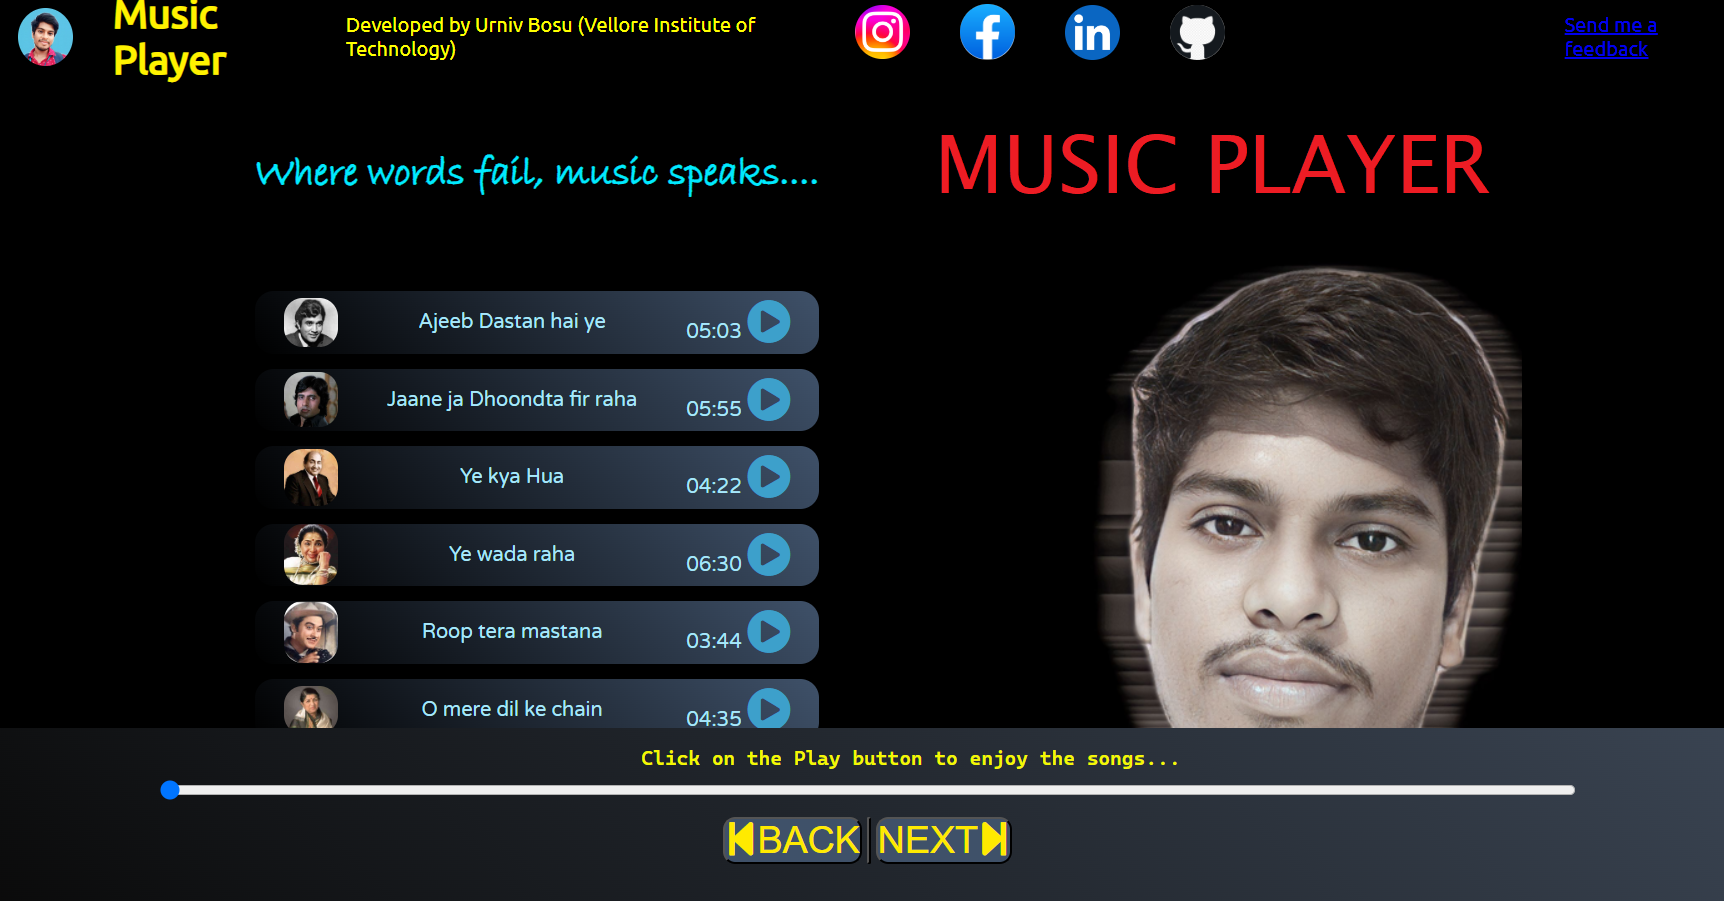 Music
Player
Developed by Urniv Bosu (Vellore Institute of
Technology)
Send me a
feedback
Where words fail, music speaks....
MUSIC PLAYER
Ajeeb Dastan hai ye
05:03
Jaane ja Dhoondta fir raha
05:55
Ye kya Hua
04:22
Ye wada raha
06:30
Roop tera mastana
03:44
O mere dil ke chain
04:35
Click on the Play button to enjoy the songs...
BACK
NEXT